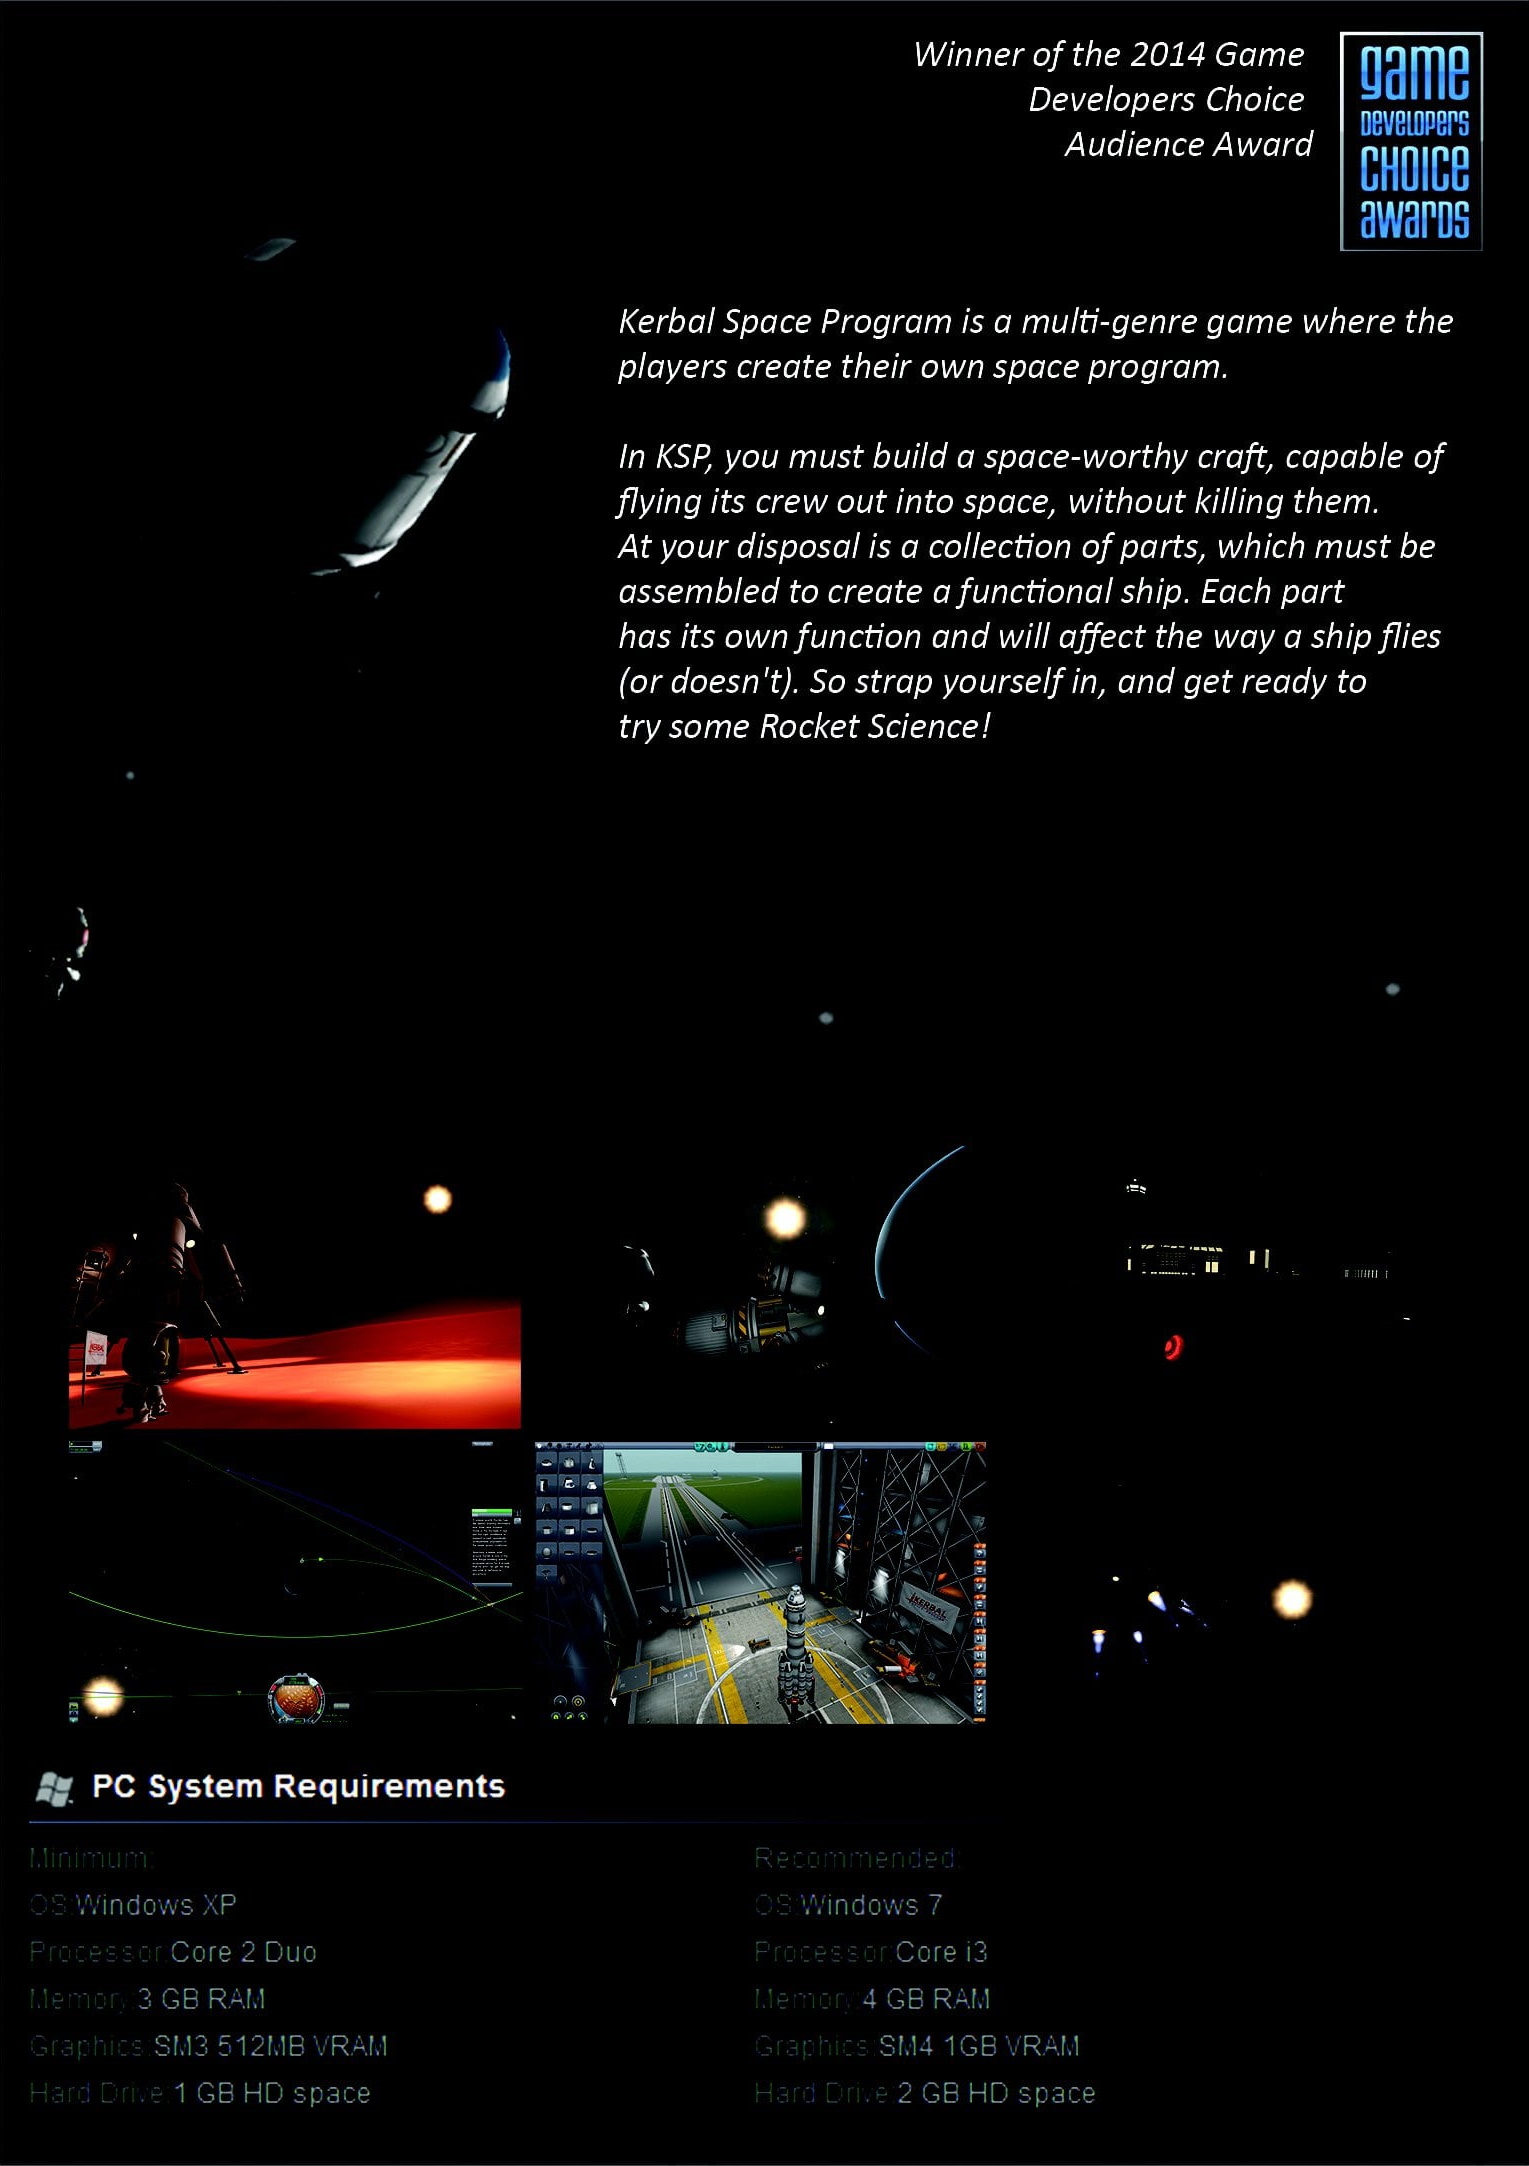 Winner of the 2014 Game
Developers Choice
Audience Award
game
DEVELOPERS
CHOICE
awards
Kerbal Space Program is a multi-genre game where the
players create their own space program.
In KSP, you must build a space-worthy craft, capable of
flying its crew out into space, without killing them.
At your disposal is a collection of parts, which must be
assembled to create a functional ship. Each part
has its own function and will affect the way a ship flies
(or doesn't). So strap yourself in, and get ready to
try some Rocket Science!
KERBAL
PC System Requirements
Minimum:
OS:Windows XP
Processor:Core 2 Duo
Memory:3 GB RAM
Graphics:SM3 512MB VRAM
Hard Drive:1 GB HD space
Recommended:
OS:Windows 7
Processor:Core i3
Memory:4 GB RAM
Graphics:SM4 1GB VRAM
Hard Drive:2 GB HD space